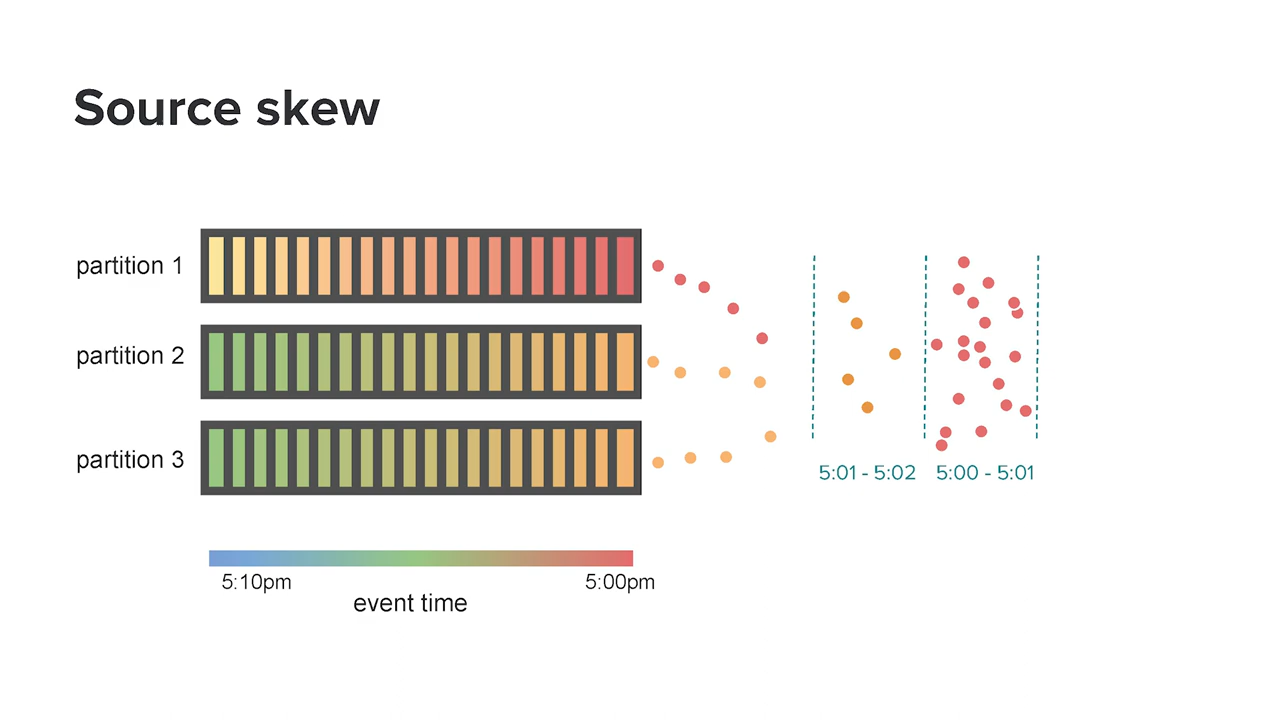 Source skew
partition 1
partition 2
partition 3
5:01 - 5:02
5:00 - 5:01
5:10pm
5:00pm
event time